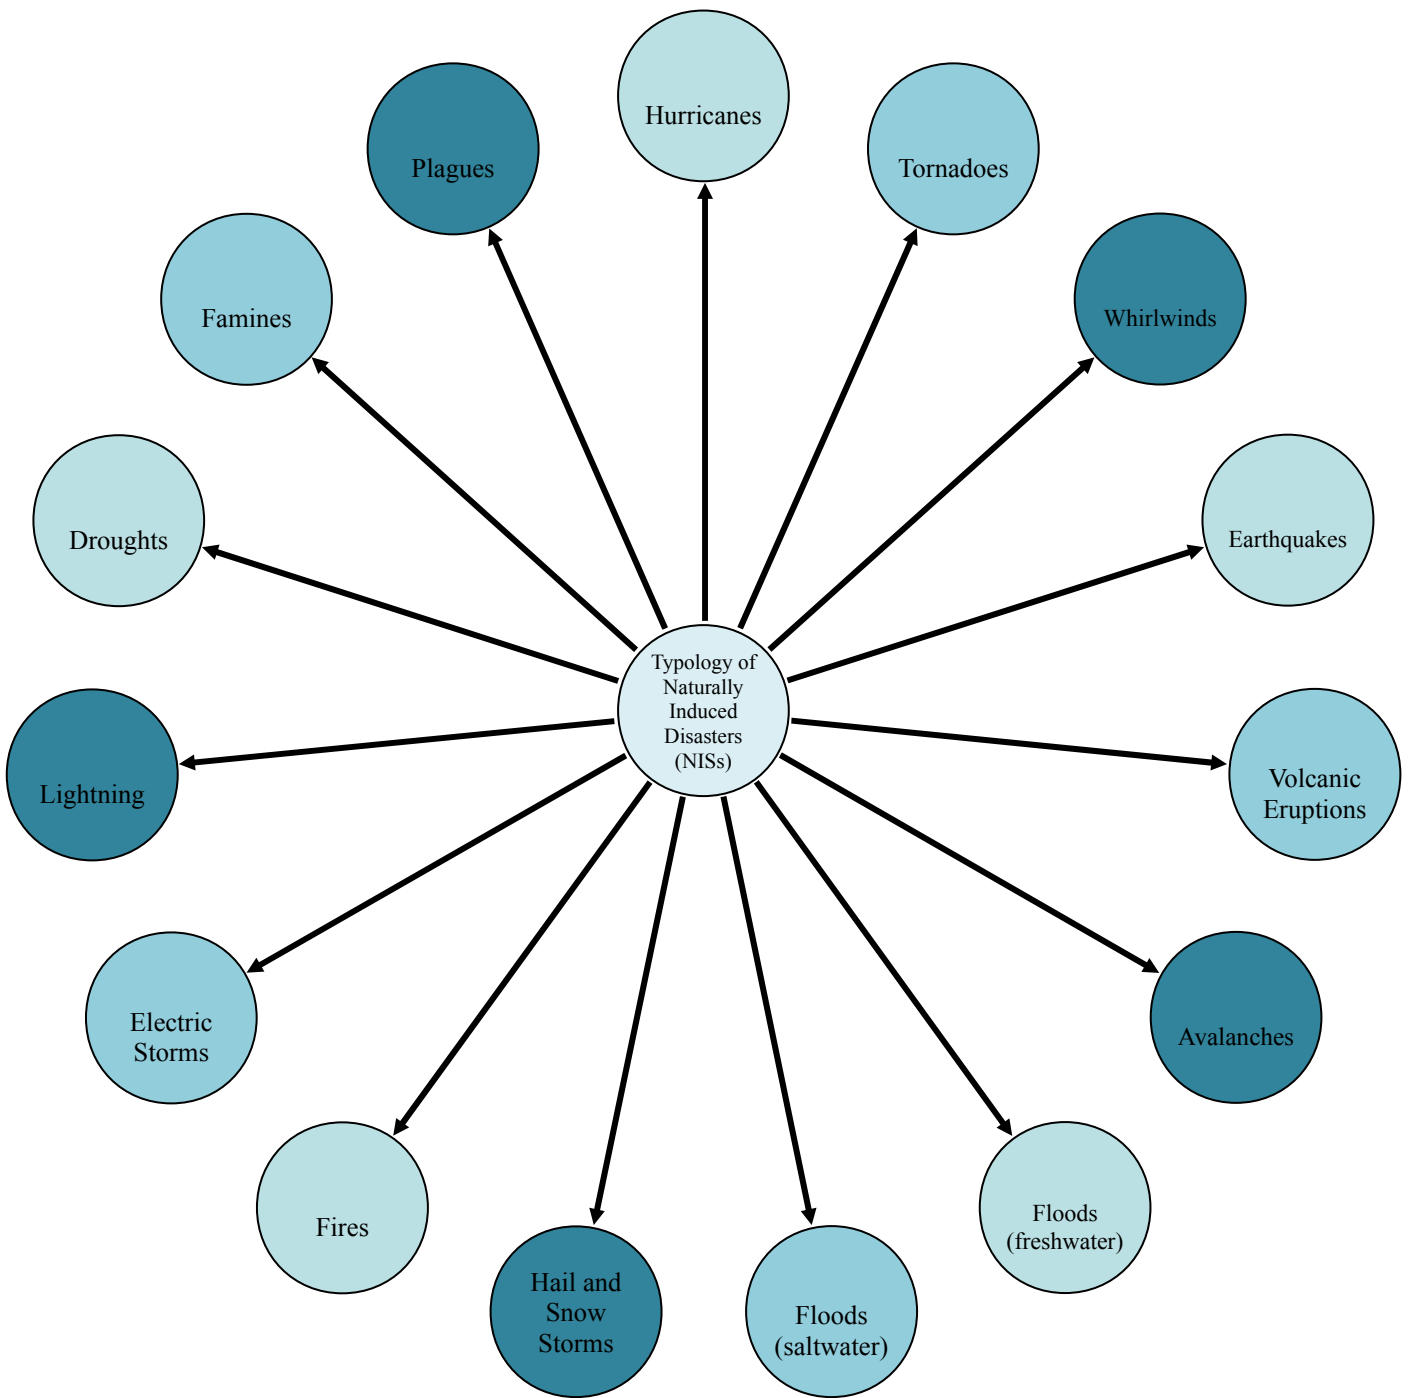 Hurricanes
Tornadoes
Whirlwinds
Earthquakes
Volcanic
Eruptions
Avalanches
Floods
(freshwater)
Floods
(saltwater)
Hail and
Snow
Storms
Fires
Electric
Storms
Lightning
Droughts
Famines
Plagues
Typology of
Naturally
Induced
Disasters
(NISs)